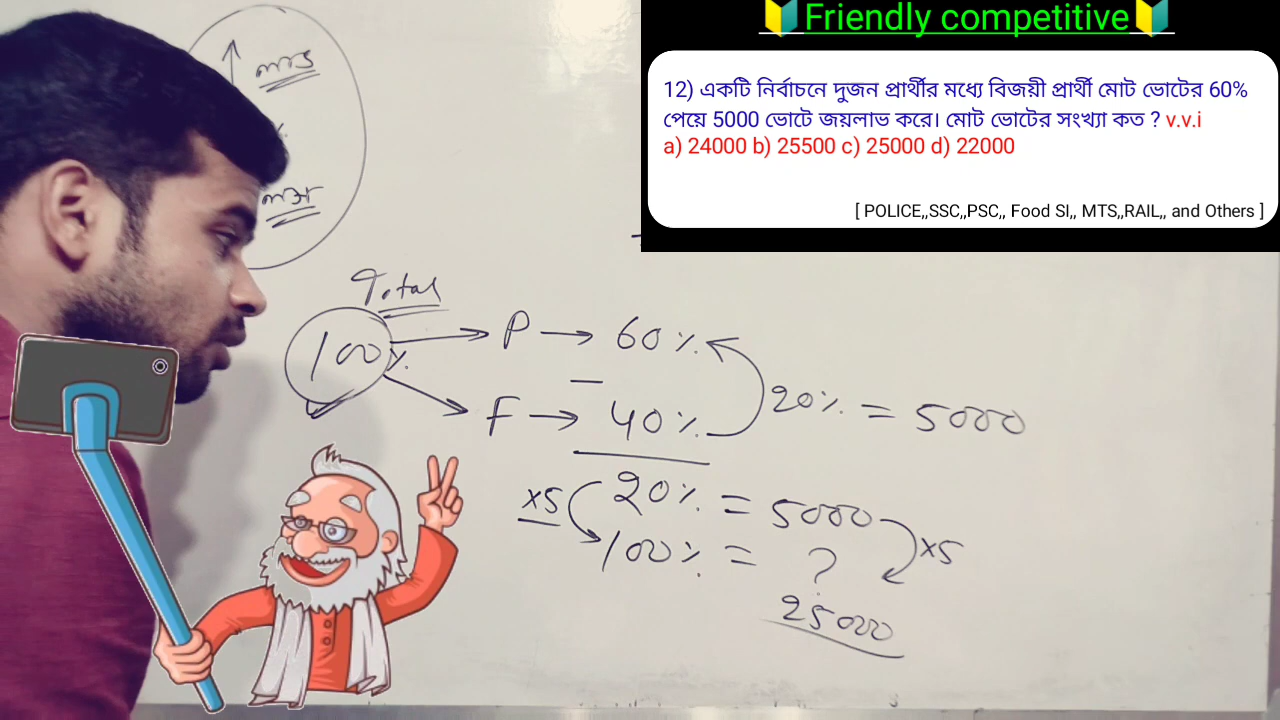 Friendly competitive
12) একটি নির্বাচনে দুজন প্রার্থীর মধ্যে বিজয়ী প্রার্থী মোট ভোটের 60%
পেয়ে 5000 ভোটে জয়লাভ করে। মোট ভোটের সংখ্যা কত ? v.v.i
a) 24000 b) 25500 c) 25000 d) 22000
[ POLICE,,SSC,,PSC,, Food SI,, MTS,,RAIL,, and Others ]
Total
100%
P → 60%
—
F → 40%
20% = 5000
x5 20% = 5000
100% = ? x5
25000